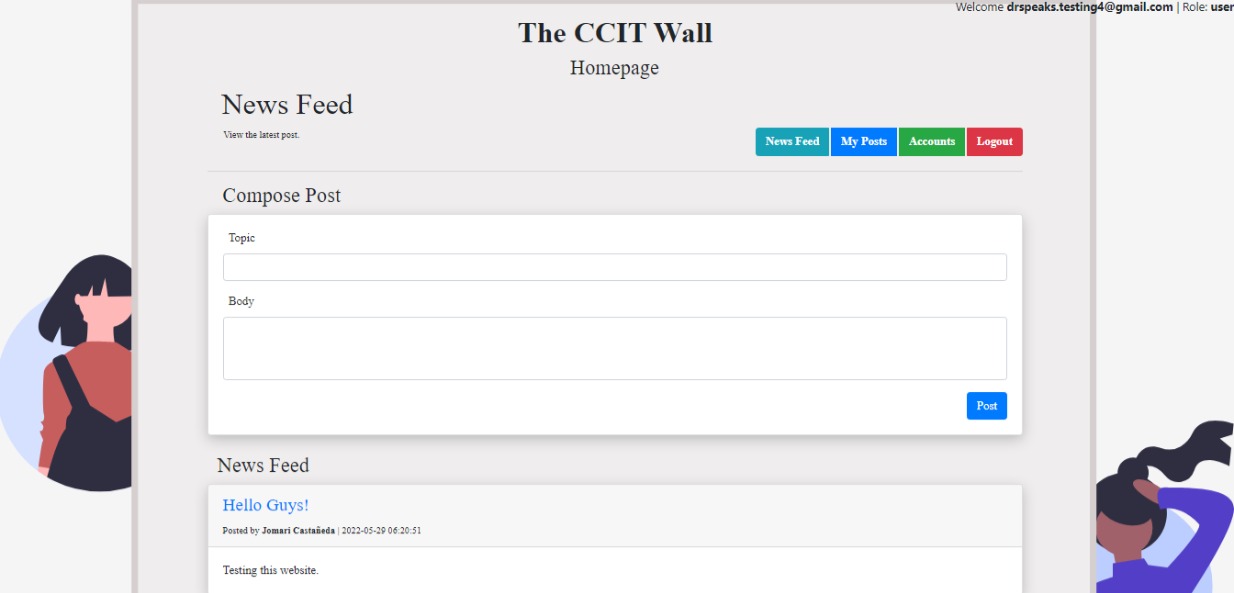 Welcome drspeaks.testing4@gmail.com | Role: user
The CCIT Wall
Homepage
News Feed
View the latest post.
News Feed My Posts Accounts Logout
Compose Post
Topic
Body
Post
News Feed
Hello Guys!
Posted by Jomari Castañeda | 2022-05-29 06:20:51
Testing this website.